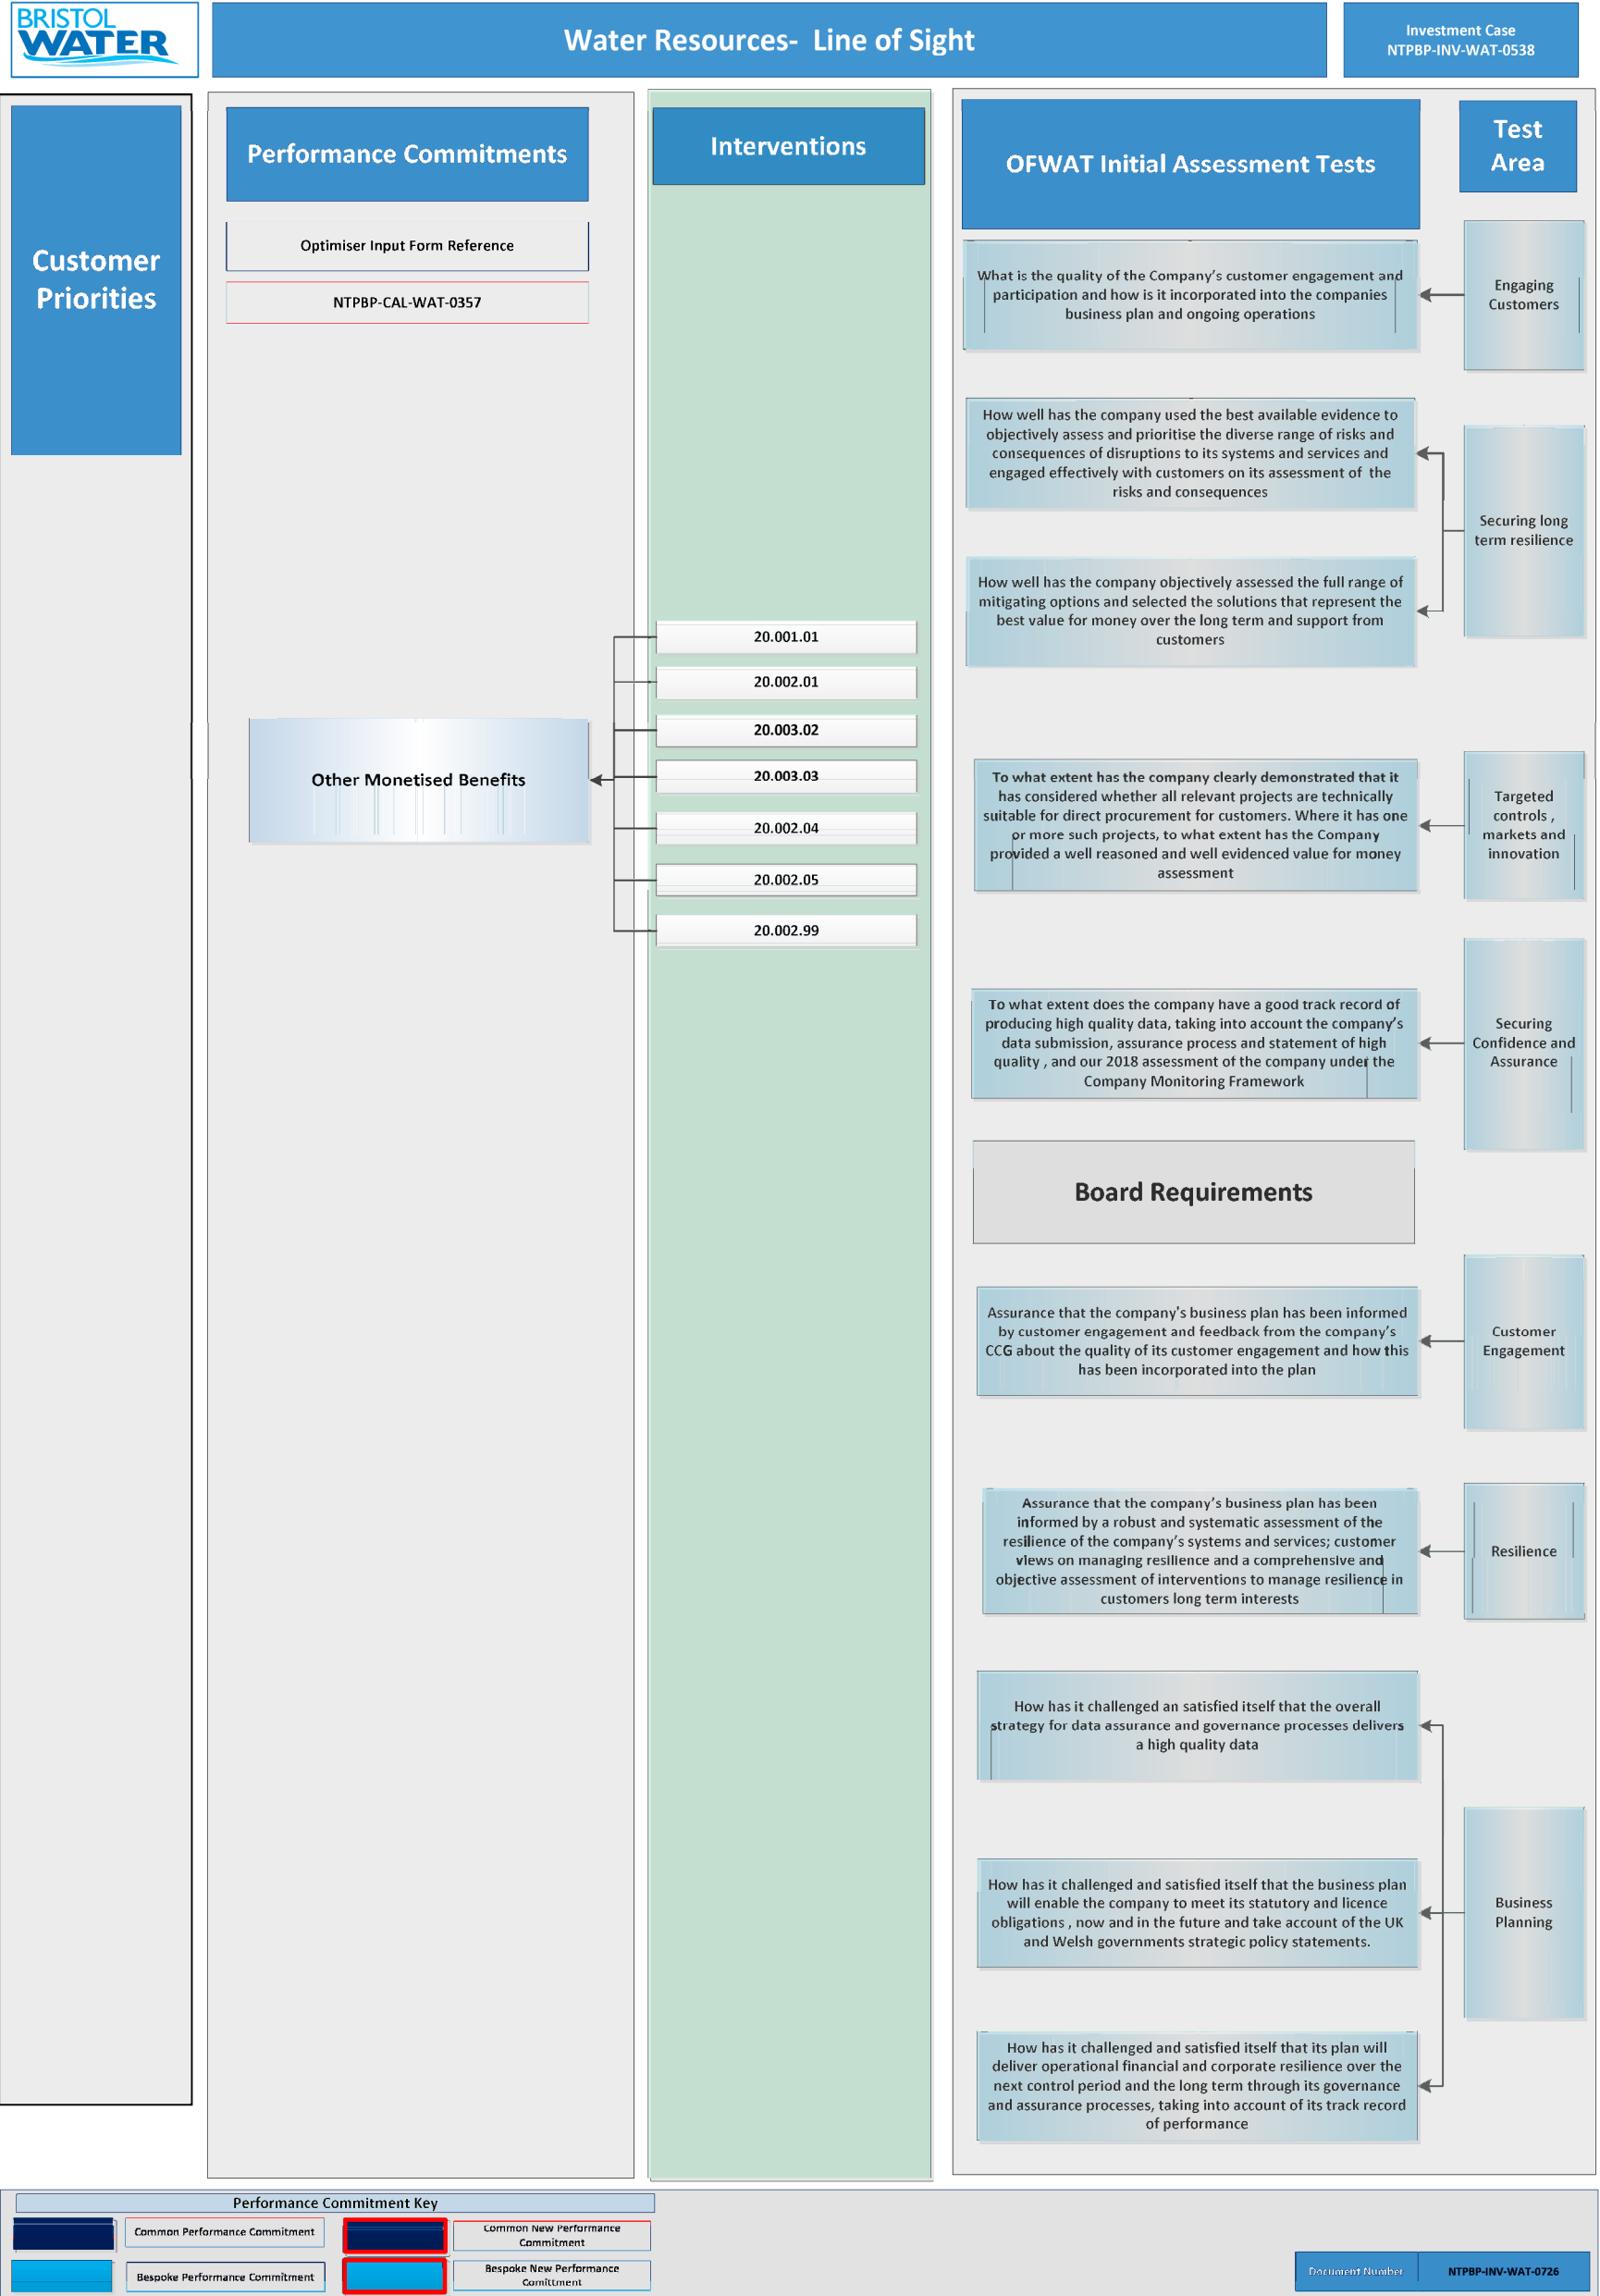 BRISTOL
WATER
Water Resources-  Line of Sight
Investment Case
NTPBP-INV-WAT-0538
Customer
Priorities
Performance Commitments
Optimiser Input Form Reference
NTPBP-CAL-WAT-0357
Other Monetised Benefits
Interventions
20.001.01
20.002.01
20.003.02
20.003.03
20.002.04
20.002.05
20.002.99
OFWAT Initial Assessment Tests
Test
Area
What is the quality of the Company's customer engagement and
participation and how is it incorporated into the companies
business plan and ongoing operations
Engaging
Customers
How well has the company used the best available evidence to
objectively assess and prioritise the diverse range of risks and
consequences of disruptions to its systems and services and
engaged effectively with customers on its assessment of  the
risks and consequences
Securing long
term resilience
How well has the company objectively assessed the full range of
mitigating options and selected the solutions that represent the
best value for money over the long term and support from
customers
To what extent has the company clearly demonstrated that it
has considered whether all relevant projects are technically
suitable for direct procurement for customers. Where it has one
or more such projects, to what extent has the Company
provided a well reasoned and well evidenced value for money
assessment
Targeted
controls ,
markets and
innovation
To what extent does the company have a good track record of
producing high quality data, taking into account the company's
data submission, assurance process and statement of high
quality , and our 2018 assessment of the company under the
Company Monitoring Framework
Securing
Confidence and
Assurance
Board Requirements
Assurance that the company's business plan has been informed
by customer engagement and feedback from the company's
CCG about the quality of its customer engagement and how this
has been incorporated into the plan
Customer
Engagement
Assurance that the company's business plan has been
informed by a robust and systematic assessment of the
resilience of the company's systems and services; customer
views on managing resilience and a comprehensive and
objective assessment of interventions to manage resilience in
customers long term interests
Resilience
How has it challenged an satisfied itself that the overall
strategy for data assurance and governance processes delivers
a high quality data
How has it challenged and satisfied itself that the business plan
will enable the company to meet its statutory and licence
obligations , now and in the future and take account of the UK
and Welsh governments strategic policy statements.
Business
Planning
How has it challenged and satisfied itself that its plan will
deliver operational financial and corporate resilience over the
next control period and the long term through its governance
and assurance processes, taking into account of its track record
of performance
Performance Commitment Key
Common Performance Commitment
Common New Performance
Commitment
Bespoke Performance Commitment
Bespoke New Performance
Comittment
Document Number
NTPBP-INV-WAT-0726